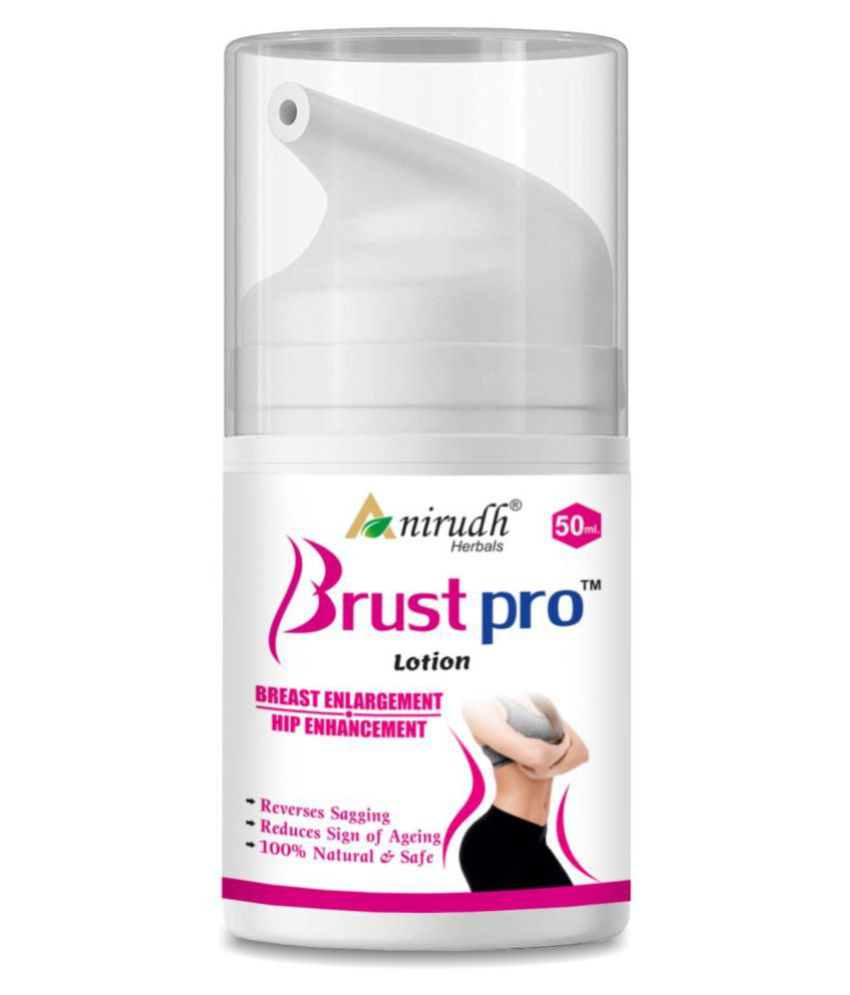 Anirudh®
Herbals
50ml.
Brust pro™
Lotion
BREAST ENLARGEMENT
HIP ENHANCEMENT
Reverses Sagging
Reduces Sign of Ageing
100% Natural & Safe